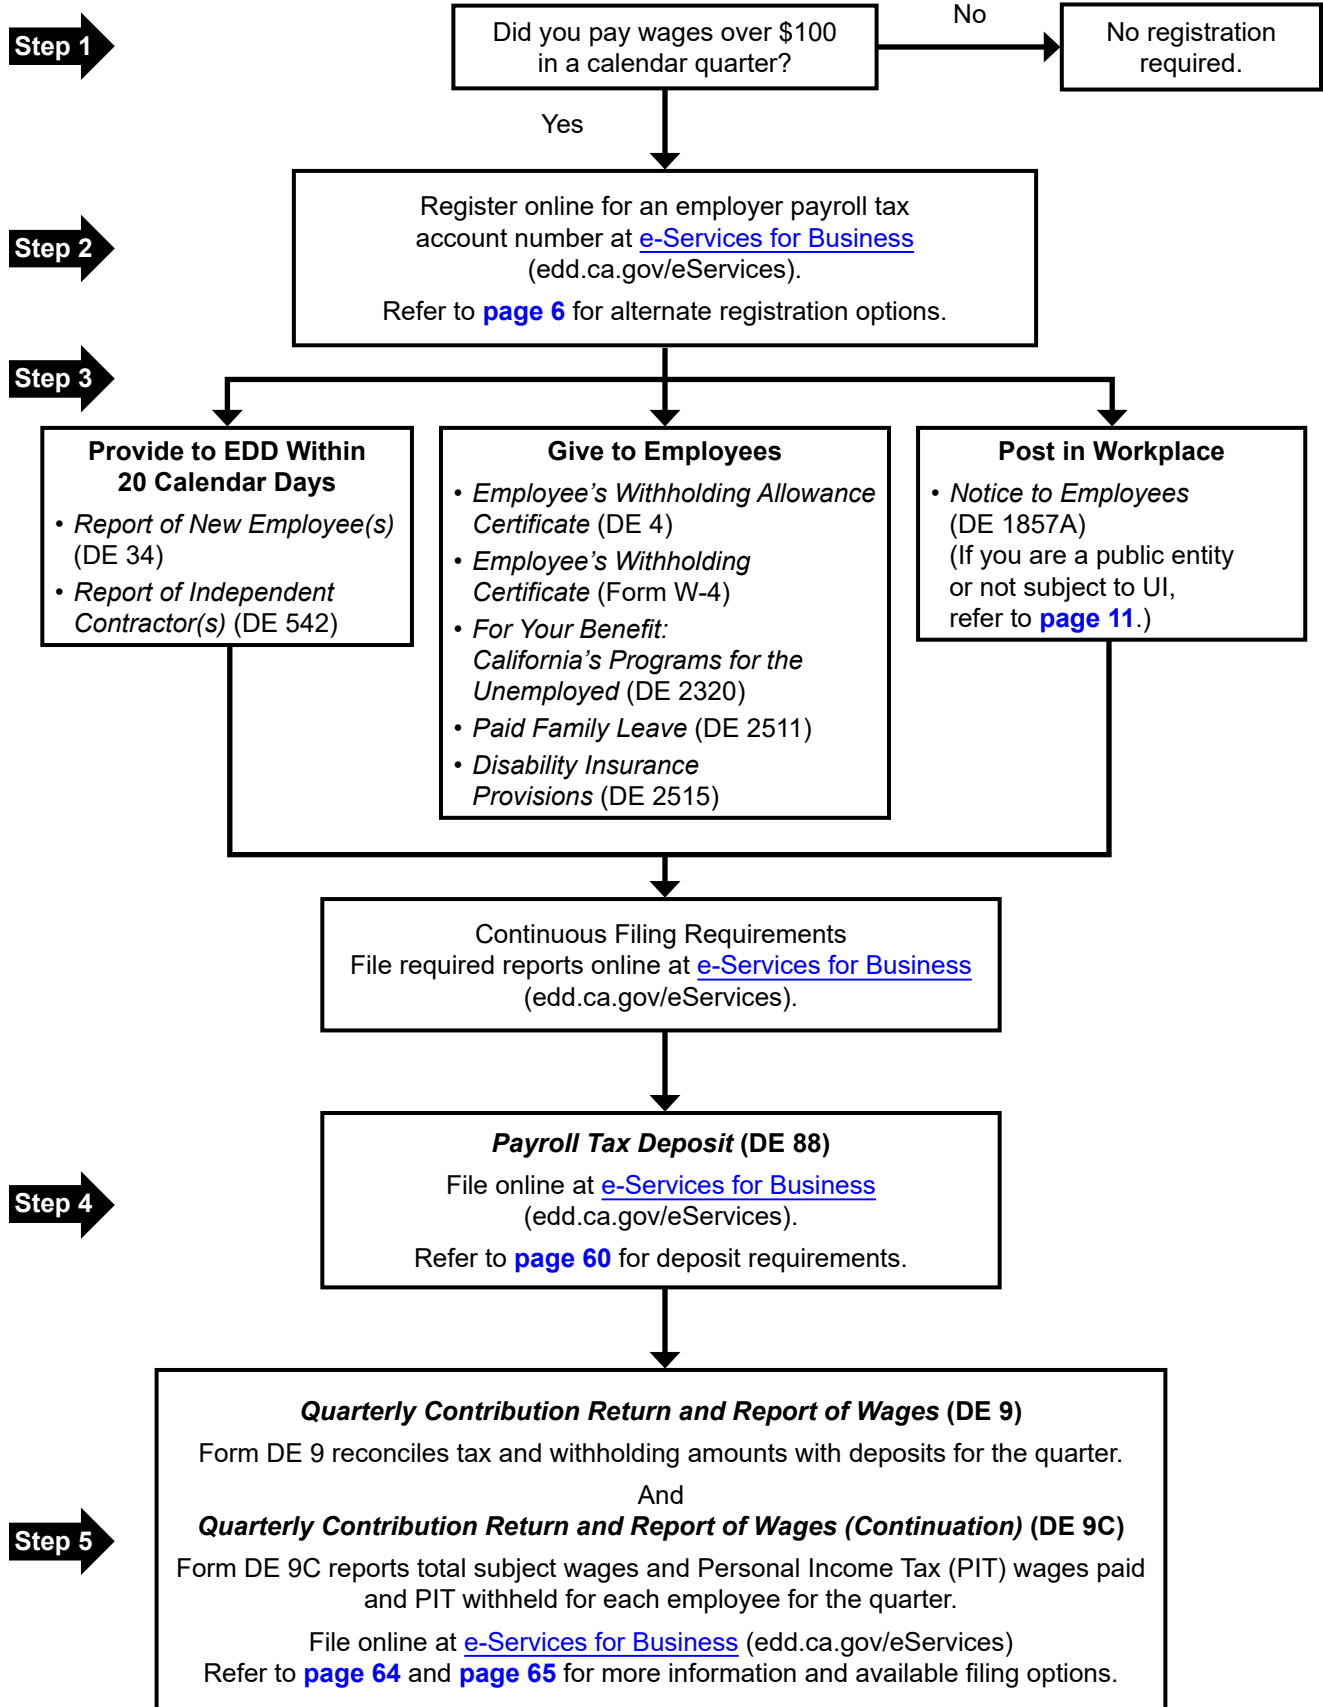 Step 1
Did you pay wages over $100
in a calendar quarter?
No
No registration
required.
Yes
Step 2
Register online for an employer payroll tax
account number at e-Services for Business
(edd.ca.gov/eServices).
Refer to page 6 for alternate registration options.
Step 3
Provide to EDD Within
20 Calendar Days
• Report of New Employee(s)
(DE 34)
• Report of Independent
Contractor(s) (DE 542)
Give to Employees
• Employee’s Withholding Allowance
Certificate (DE 4)
• Employee’s Withholding
Certificate (Form W-4)
• For Your Benefit:
California’s Programs for the
Unemployed (DE 2320)
• Paid Family Leave (DE 2511)
• Disability Insurance
Provisions (DE 2515)
Post in Workplace
• Notice to Employees
(DE 1857A)
(If you are a public entity
or not subject to UI,
refer to page 11.)
Continuous Filing Requirements
File required reports online at e-Services for Business
(edd.ca.gov/eServices).
Step 4
Payroll Tax Deposit (DE 88)
File online at e-Services for Business
(edd.ca.gov/eServices).
Refer to page 60 for deposit requirements.
Step 5
Quarterly Contribution Return and Report of Wages (DE 9)
Form DE 9 reconciles tax and withholding amounts with deposits for the quarter.
And
Quarterly Contribution Return and Report of Wages (Continuation) (DE 9C)
Form DE 9C reports total subject wages and Personal Income Tax (PIT) wages paid
and PIT withheld for each employee for the quarter.
File online at e-Services for Business (edd.ca.gov/eServices)
Refer to page 64 and page 65 for more information and available filing options.